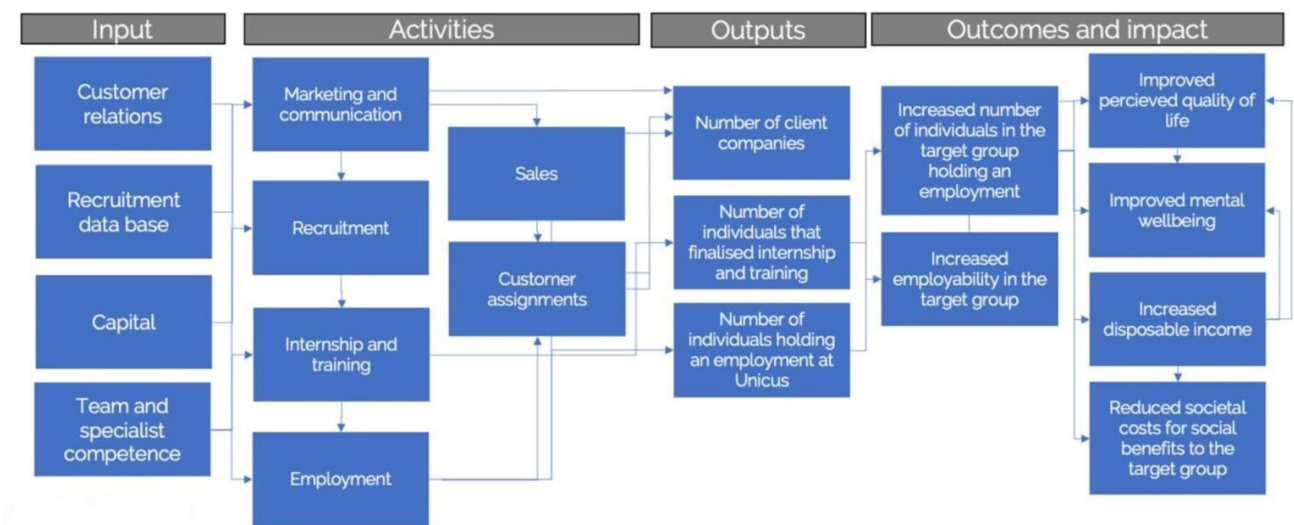 Input
Activities
Outputs
Outcomes and impact
Customer
relations
Recruitment
data base
Capital
Team and
specialist
competence
Marketing and
communication
Recruitment
Internship and
training
Employment
Sales
Customer
assignments
Number of client
companies
Number of
individuals that
finalised internship
and training
Number of
individuals holding
an employment at
Unicus
Increased number
of individuals in the
target group
holding an
employment
Increased
employability in the
target group
Improved
percieved quality of
life
Improved mental
wellbeing
Increased
disposable income
Reduced societal
costs for social
benefits to the
target group